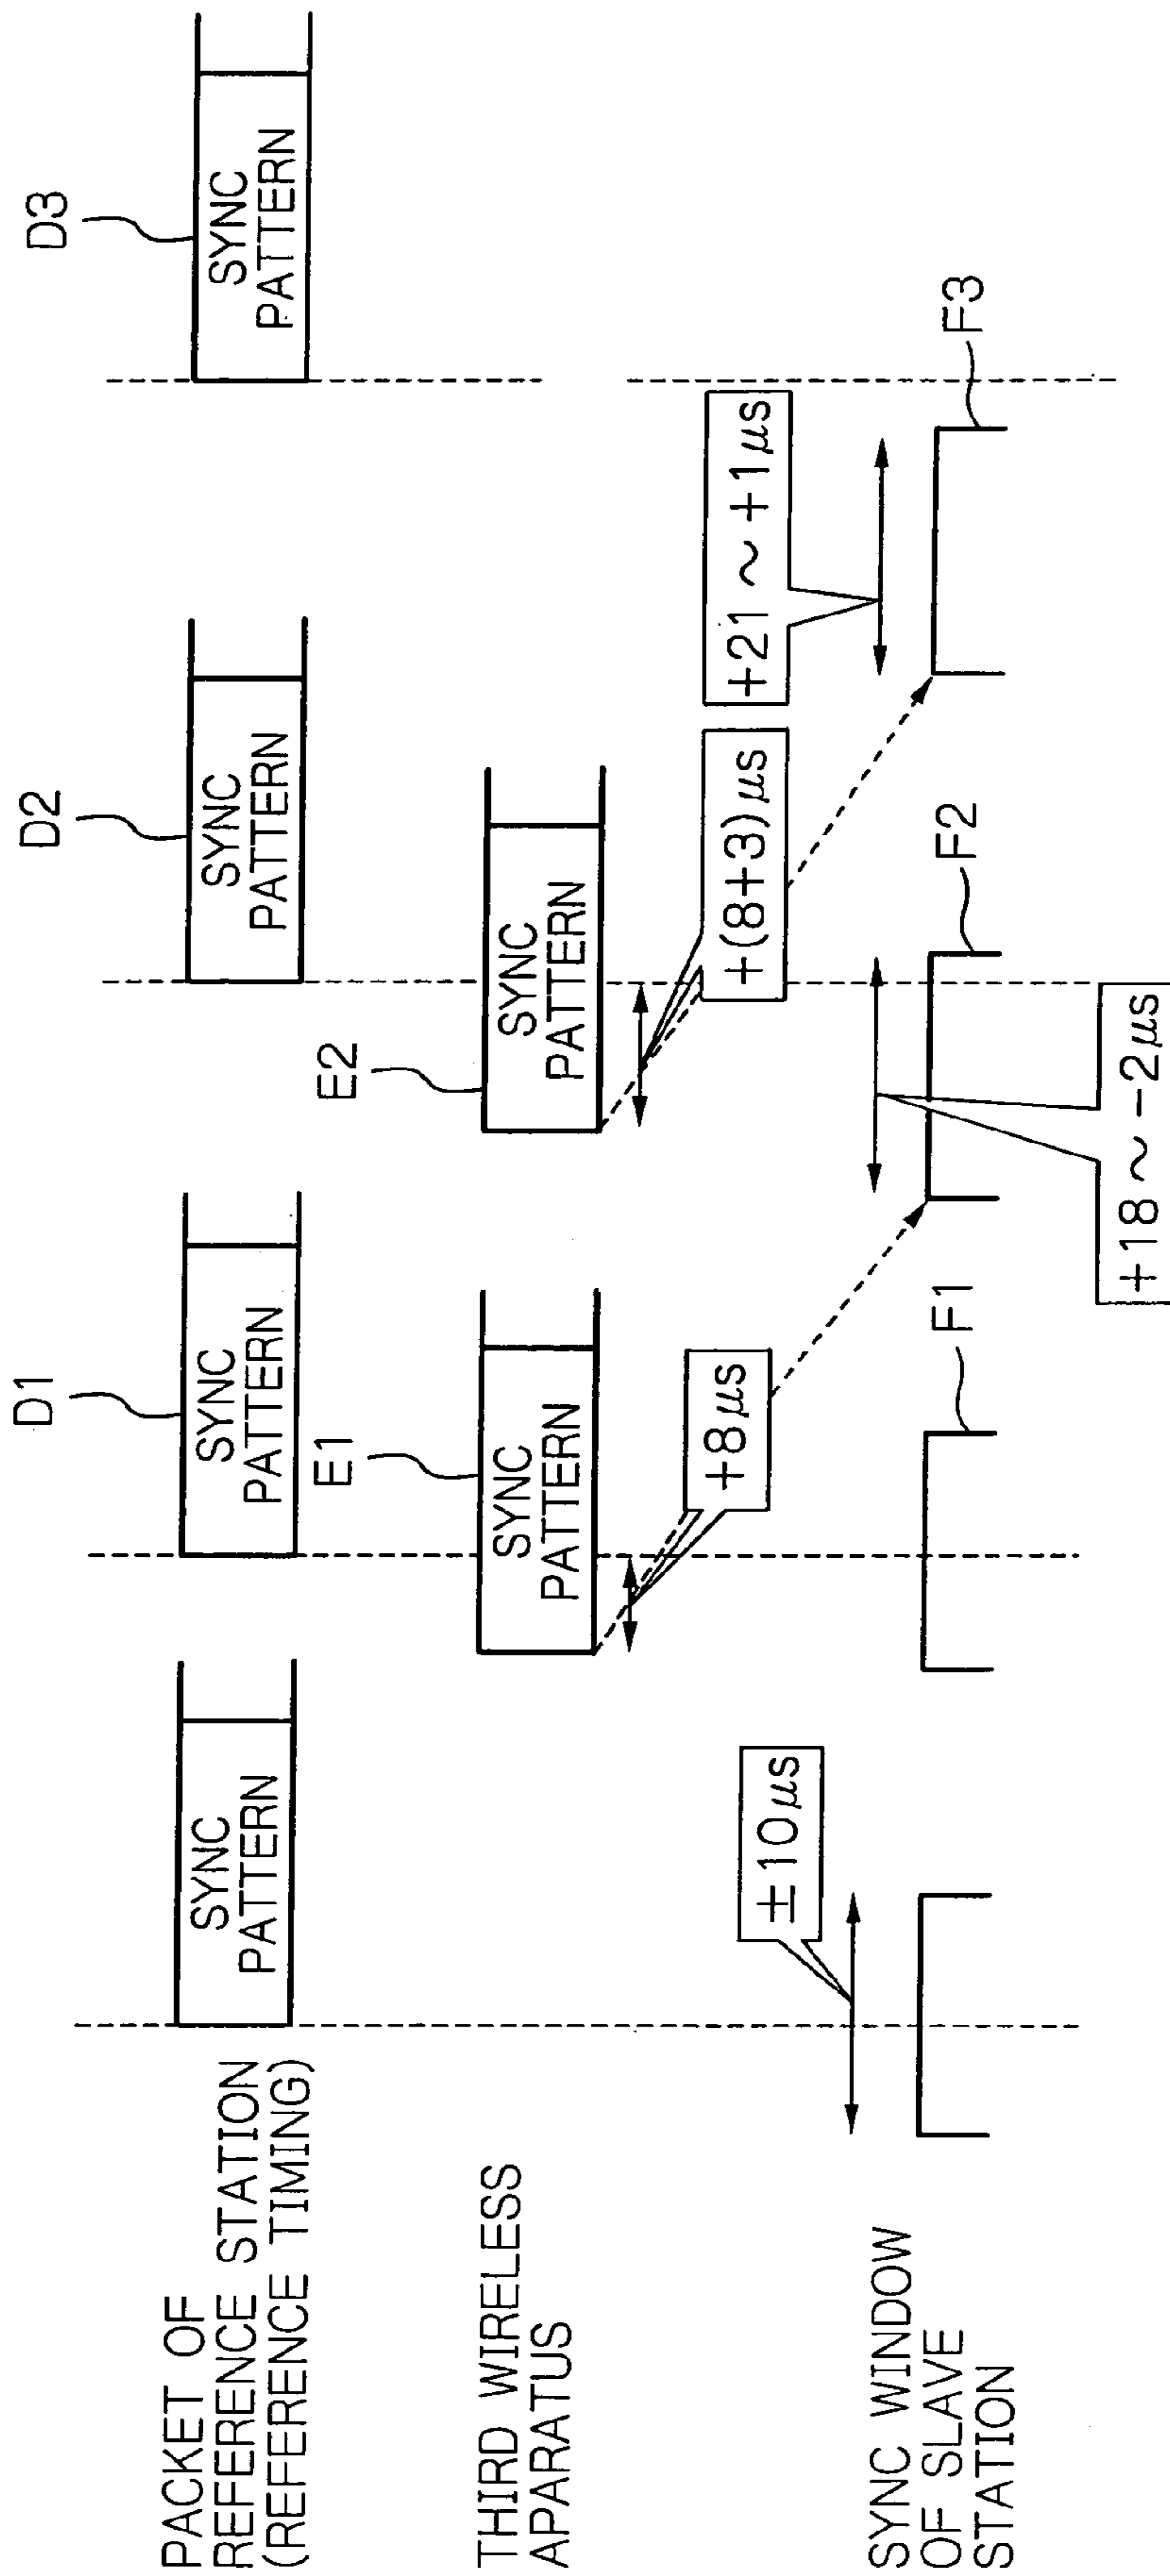 PACKET OF
REFERENCE STATION
(REFERENCE TIMING)
SYNC
PATTERN
D1
SYNC
PATTERN
D2
SYNC
PATTERN
D3
SYNC
PATTERN
THIRD WIRELESS
APPARATUS
E1
SYNC
PATTERN
E2
SYNC
PATTERN
+8μs
+(8+3)μs
+21 ~ +1μs
±10μs
SYNC WINDOW
OF SLAVE
STATION
F1
F2
F3
+18 ~ -2μs